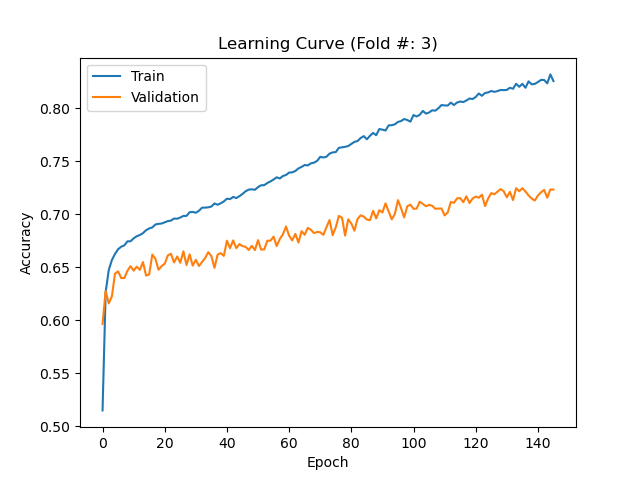 Learning Curve (Fold #: 3)
Train
Validation
Accuracy
0.80
0.75
0.70
0.65
0.60
0.55
0.50
0 20 40 60 80 100 120 140
Epoch